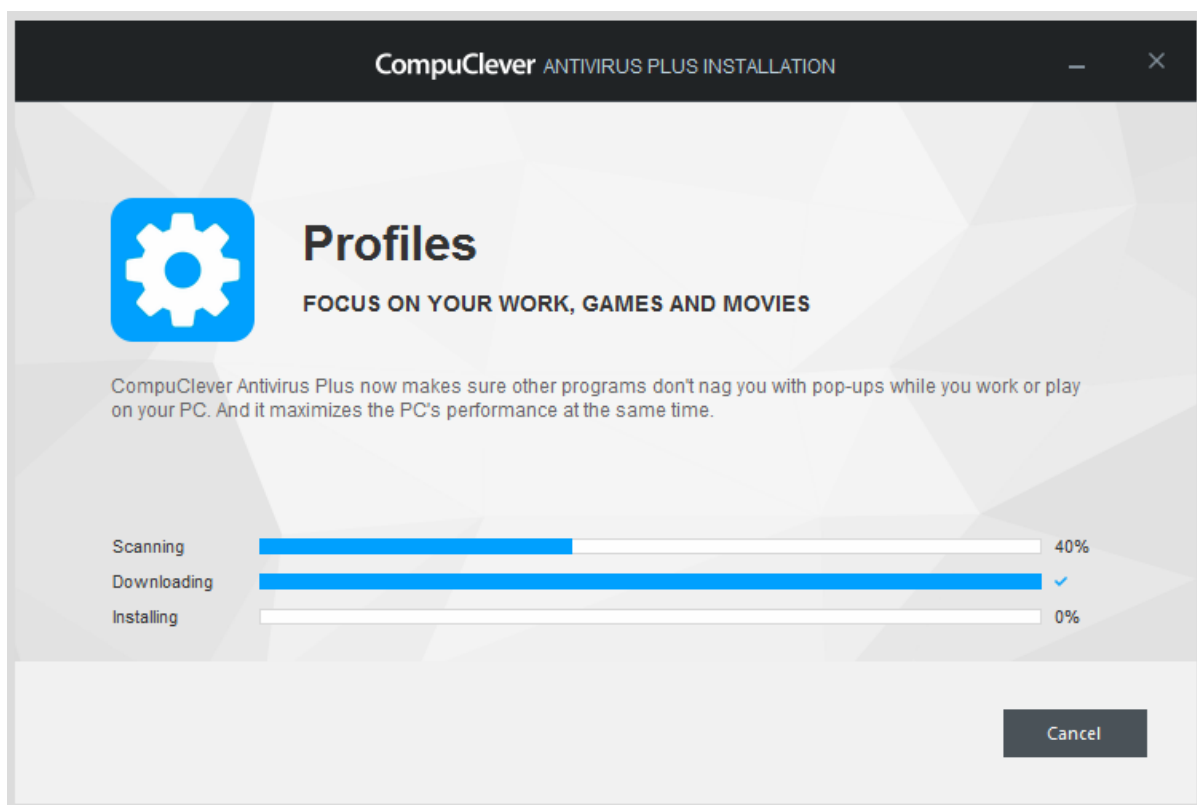 CompuClever ANTIVIRUS PLUS INSTALLATION
Profiles
FOCUS ON YOUR WORK, GAMES AND MOVIES
CompuClever Antivirus Plus now makes sure other programs don't nag you with pop-ups while you work or play
on your PC. And it maximizes the PC's performance at the same time.
Scanning 40%
Downloading
Installing 0%
Cancel